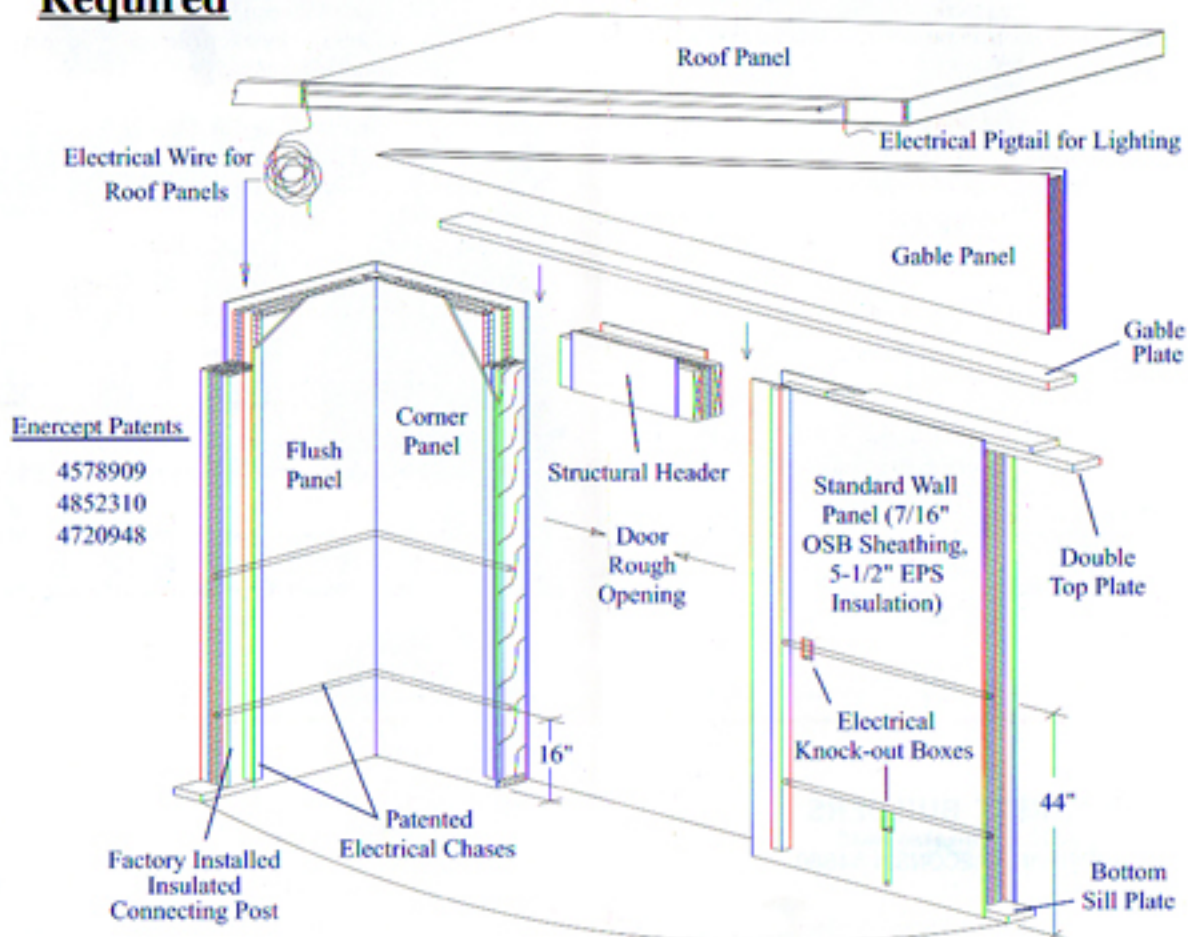 Required
Roof Panel
Electrical Pigtail for Lighting
Electrical Wire for
Roof Panels
Gable Panel
Gable
Plate
Enercept Patents
4578909
4852310
4720948
Flush
Panel
Corner
Panel
Structural Header
Door
Rough
Opening
Standard Wall
Panel (7/16"
OSB Sheathing,
5-1/2" EPS
Insulation)
Double
Top Plate
Electrical
Knock-out Boxes
16"
44"
Patented
Electrical Chases
Factory Installed
Insulated
Connecting Post
Bottom
Sill Plate